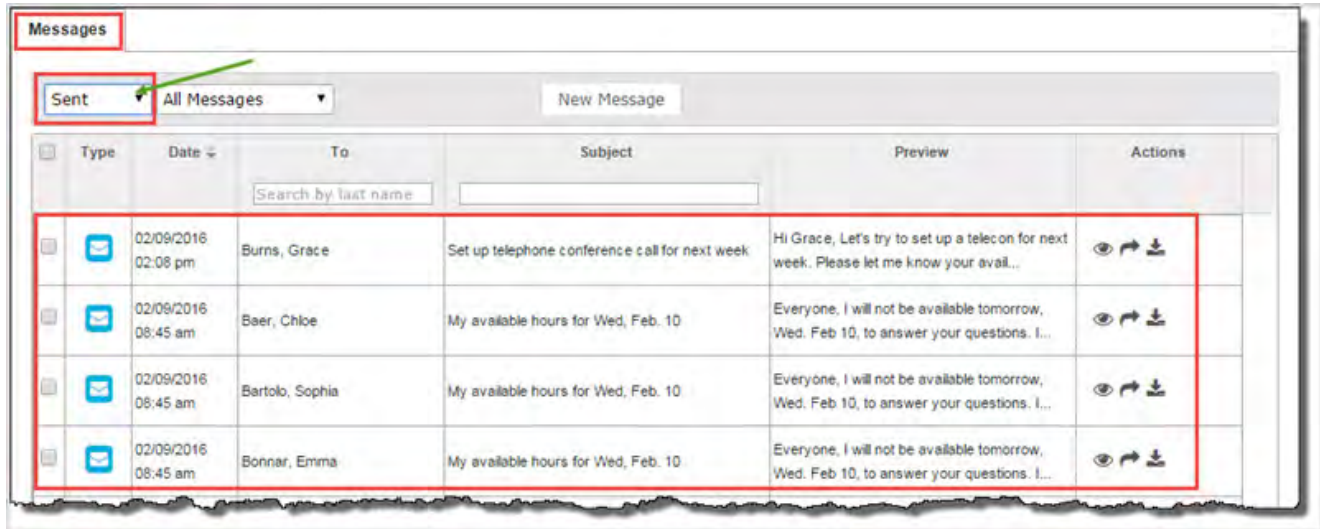 Messages
Sent All Messages New Message
Type Date To Subject Preview Actions
Search by last name
02/09/2016 Hi Grace, Let's try to set up a telecon for next
Burns, Grace Set up telephone conference call for next week
02:08 pm week. Please let me know your avail...
02/09/2016 Everyone, I will not be available tomorrow,
Baer, Chloe My available hours for Wed, Feb. 10
08:45 am Wed. Feb 10, to answer your questions. I...
02/09/2016 Everyone, I will not be available tomorrow,
Bartolo, Sophia My available hours for Wed, Feb. 10
08:45 am Wed. Feb 10, to answer your questions. I...
02/09/2016 Everyone, I will not be available tomorrow,
Bonnar, Emma My available hours for Wed, Feb. 10
08:45 am Wed. Feb 10, to answer your questions. I...